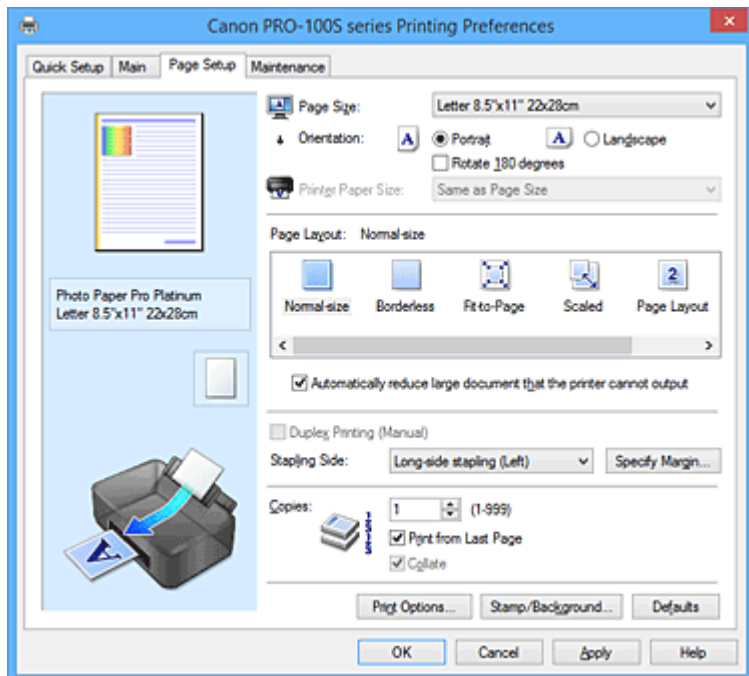 Canon PRO-100S series Printing Preferences
Quick Setup Main Page Setup Maintenance
Page Size: Letter 8.5"x11" 22x28cm
Orientation: A Portrait A Landscape
Rotate 180 degrees
Printer Paper Size: Same as Page Size
Page Layout: Normal-size
2
Normal-size Borderless Fit-to-Page Scaled Page Layout
Photo Paper Pro Platinum
Letter 8.5"x11" 22x28cm
Automatically reduce large document that the printer cannot output
Duplex Printing (Manual)
Stapling Side: Long-side stapling (Left) Specify Margin...
Copies: 1 (1-999)
Print from Last Page
Collate
A
Print Options... Stamp/Background... Defaults
OK Cancel Apply Help